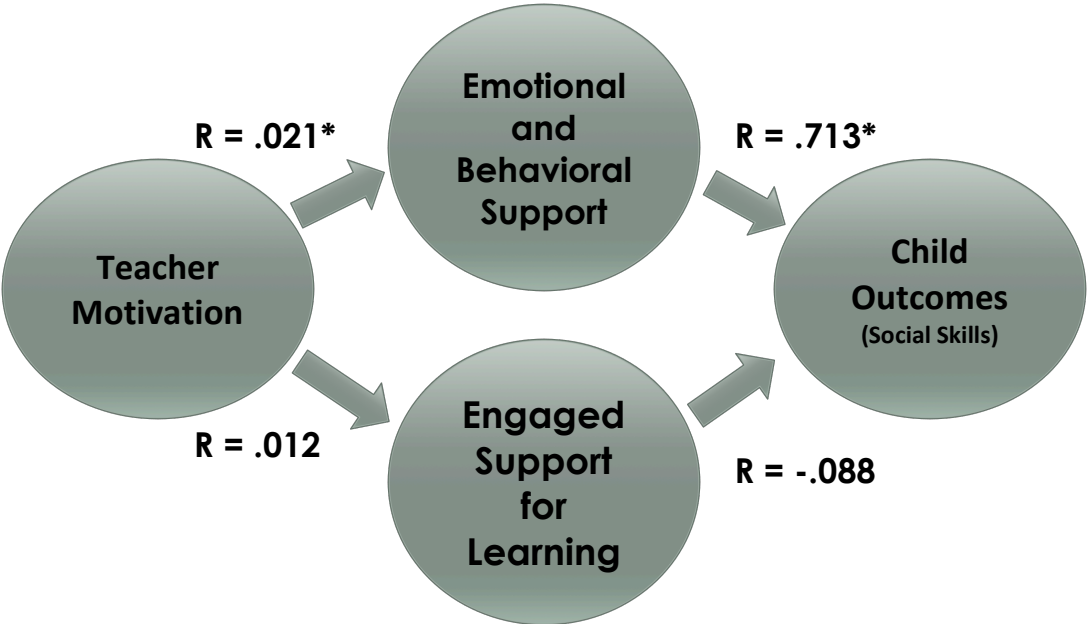 Emotional
and
Behavioral
Support
R = .021*
R = .713*
Teacher
Motivation
Child
Outcomes
(Social Skills)
Engaged
Support
for
Learning
R = .012
R = -.088